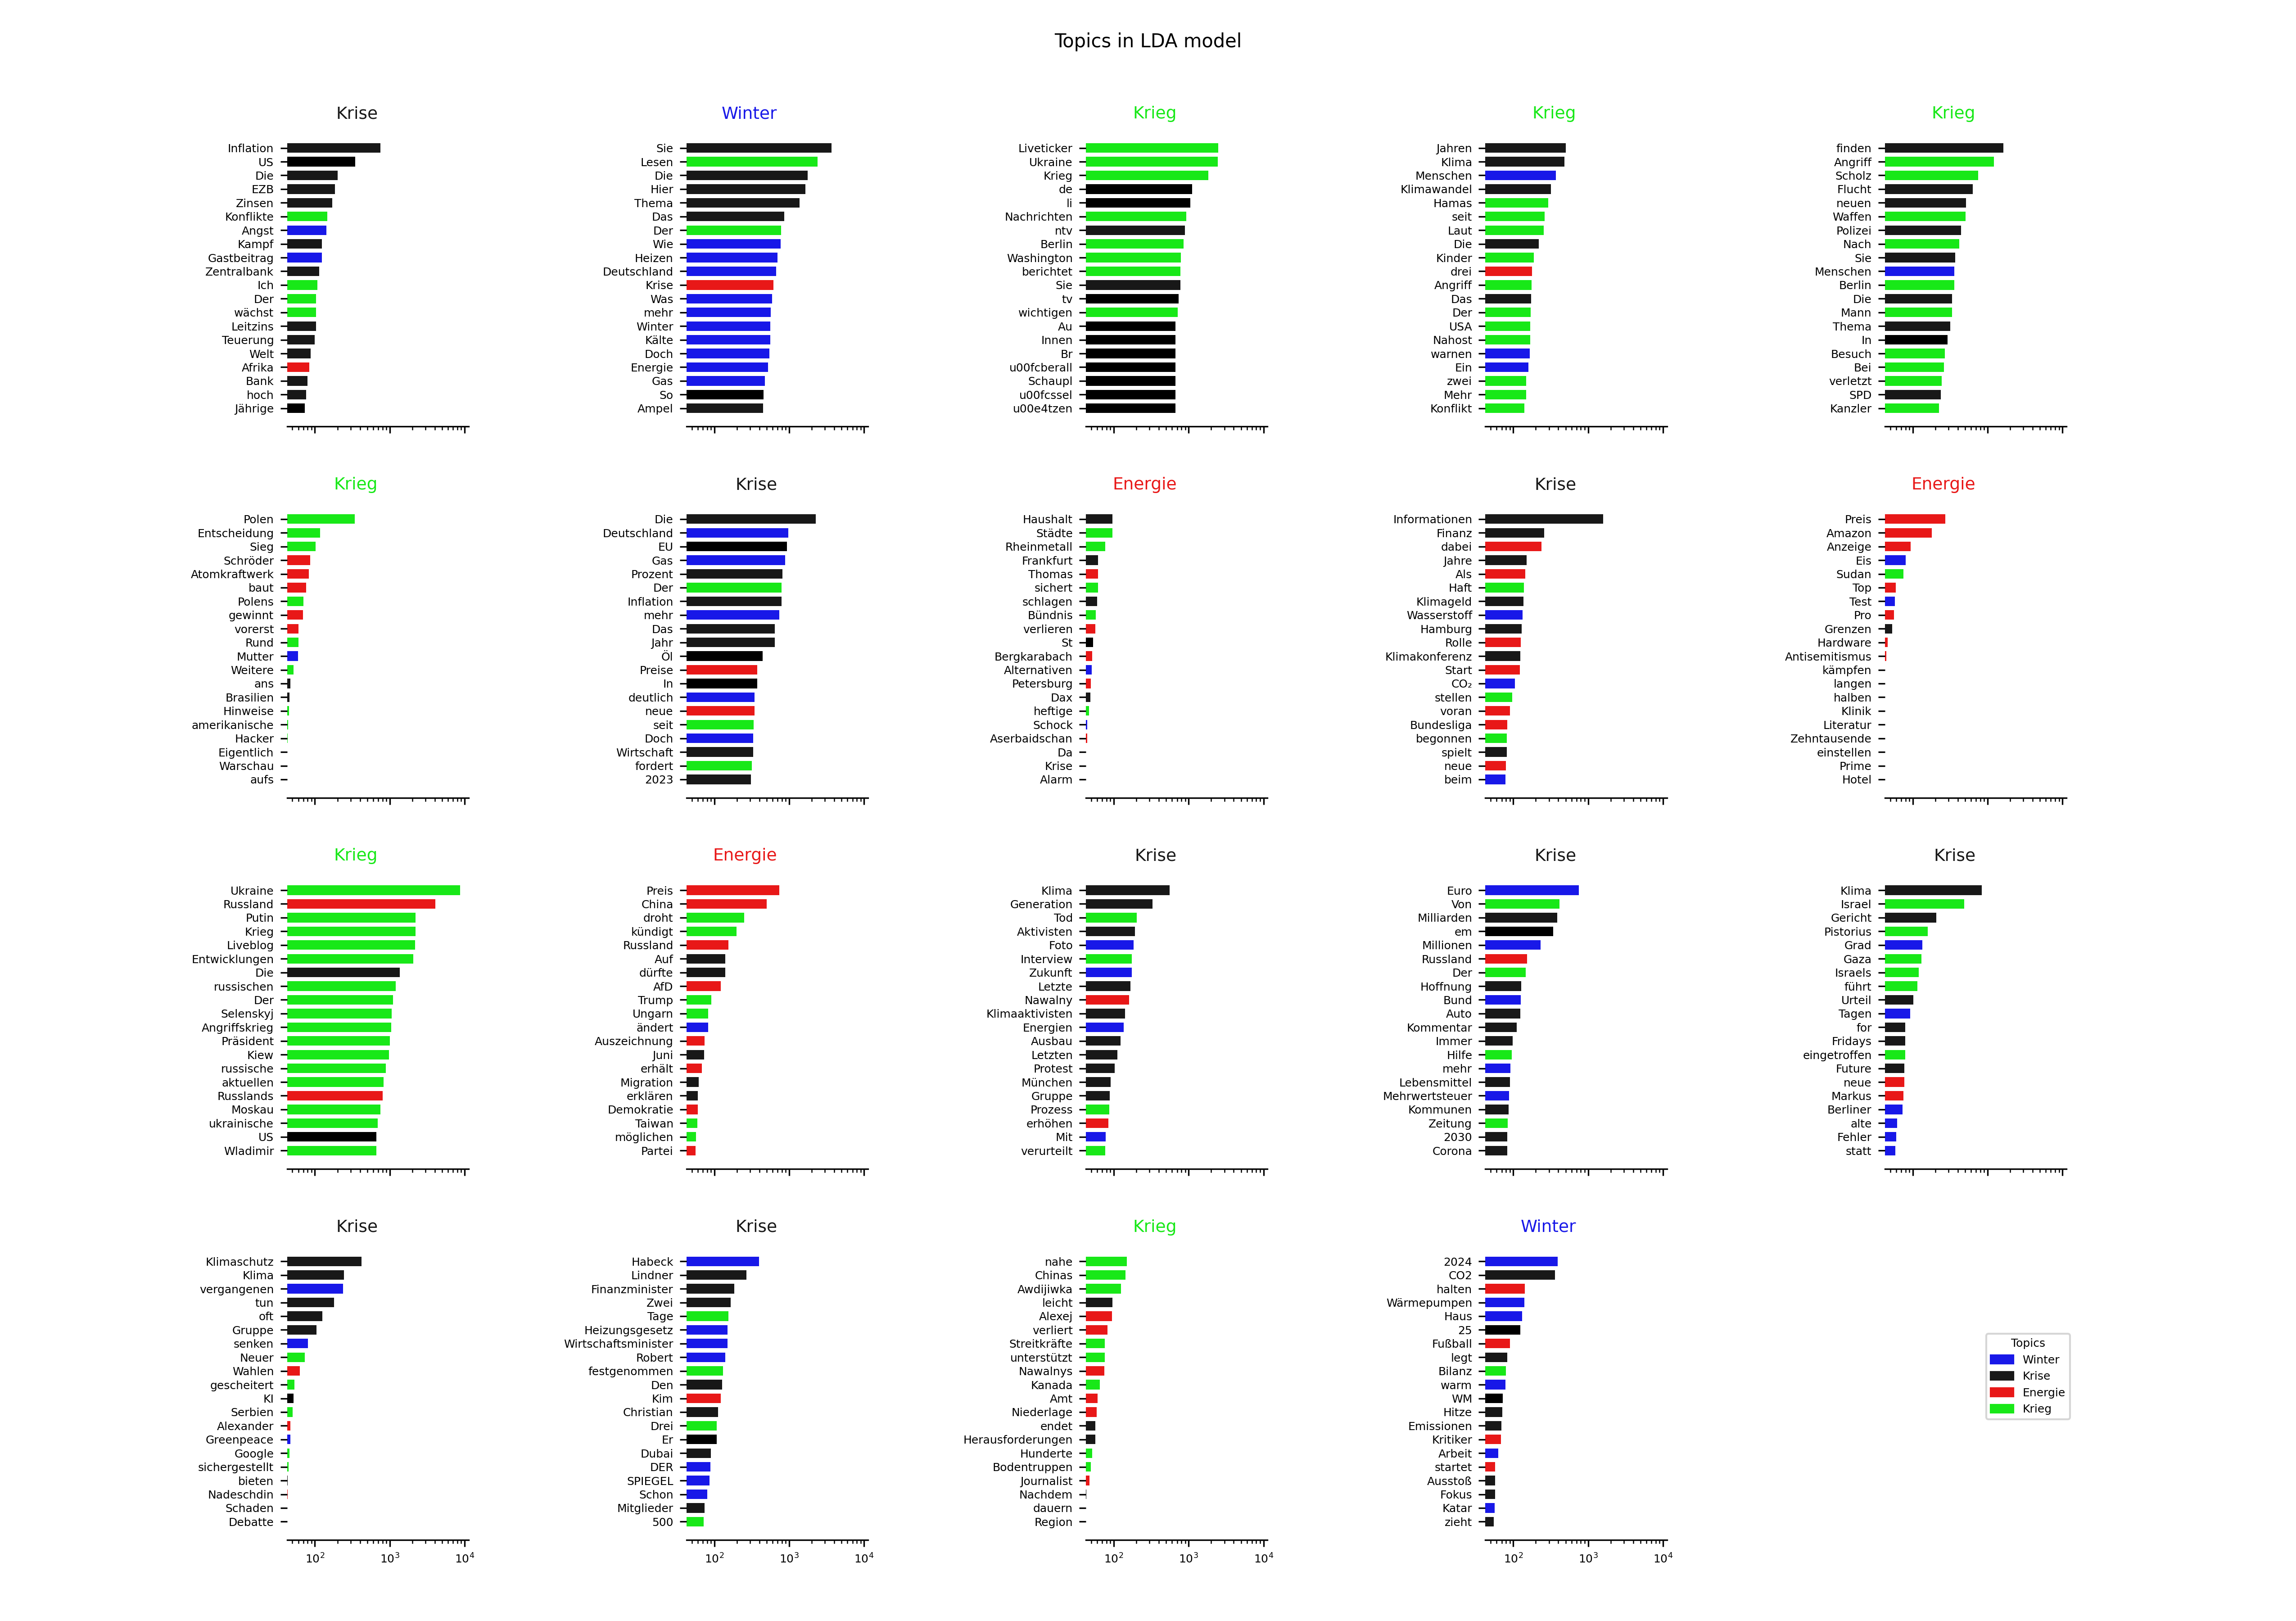 Topics in LDA model
Krise
Inflation
US
Die
EZB
Zinsen
Konflikte
Angst
Kampf
Gastbeitrag
Zentralbank
Ich
Der
wächst
Leitzins
Teuerung
Welt
Afrika
Bank
hoch
Jährige
Winter
Sie
Lesen
Die
Hier
Thema
Das
Der
Wie
Heizen
Deutschland
Krise
Was
mehr
Winter
Kälte
Doch
Energie
Gas
So
Ampel
Krieg
Liveticker
Ukraine
Krieg
de
li
Nachrichten
ntv
Berlin
Washington
berichtet
Sie
tv
wichtigen
Au
Innen
Br
u00fcberall
Schaupl
u00fcssel
u00e4tzen
Krieg
Jahren
Klima
Menschen
Klimawandel
Hamas
seit
Laut
Die
Kinder
drei
Angriff
Das
Der
USA
Nahost
warnen
Ein
zwei
Mehr
Konflikt
Krieg
finden
Angriff
Scholz
Flucht
neuen
Waffen
Polizei
Nach
Sie
Menschen
Berlin
Die
Mann
Thema
In
Besuch
Bei
verletzt
SPD
Kanzler
Krieg
Polen
Entscheidung
Sieg
Schröder
Atomkraftwerk
baut
Polens
gewinnt
vorerst
Rund
Mutter
Weitere
ans
Brasilien
Hinweise
amerikanische
Hacker
Eigentlich
Warschau
aufs
Krise
Die
Deutschland
EU
Gas
Prozent
Der
Inflation
mehr
Das
Jahr
Öl
Preise
In
deutlich
neue
seit
Doch
Wirtschaft
fordert
2023
Energie
Haushalt
Städte
Rheinmetall
Frankfurt
Thomas
sichert
schlagen
Bündnis
verlieren
St
Bergkarabach
Alternativen
Petersburg
Dax
heftige
Schock
Aserbaidschan
Da
Krise
Alarm
Krise
Informationen
Finanz
dabei
Jahre
Als
Haft
Klimageld
Wasserstoff
Hamburg
Rolle
Klimakonferenz
Start
CO₂
stellen
voran
Bundesliga
begonnen
spielt
neue
beim
Energie
Preis
Amazon
Anzeige
Eis
Sudan
Top
Test
Pro
Grenzen
Hardware
Antisemitismus
kämpfen
langen
halben
Klinik
Literatur
Zehntausende
einstellen
Prime
Hotel
Krieg
Ukraine
Russland
Putin
Krieg
Liveblog
Entwicklungen
Die
russischen
Der
Selenskyj
Angriffskrieg
Präsident
Kiew
russische
aktuellen
Russlands
Moskau
ukrainische
US
Wladimir
Energie
Preis
China
droht
kündigt
Russland
Auf
dürfte
AfD
Trump
Ungarn
ändert
Auszeichnung
Juni
erhält
Migration
erklären
Demokratie
Taiwan
möglichen
Partei
Krise
Klima
Generation
Tod
Aktivisten
Foto
Interview
Zukunft
Letzte
Nawalny
Klimaaktivisten
Energien
Ausbau
Letzten
Protest
München
Gruppe
Prozess
erhöhen
Mit
verurteilt
Krise
Euro
Von
Milliarden
em
Millionen
Russland
Der
Hoffnung
Bund
Auto
Kommentar
Immer
Hilfe
mehr
Lebensmittel
Mehrwertsteuer
Kommunen
Zeitung
2030
Corona
Krise
Klima
Israel
Gericht
Pistorius
Grad
Gaza
Israels
führt
Urteil
Tagen
for
Fridays
eingetroffen
Future
neue
Markus
Berliner
alte
Fehler
statt
Krise
Klimaschutz
Klima
vergangenen
tun
oft
Gruppe
senken
Neuer
Wahlen
gescheitert
KI
Serbien
Alexander
Greenpeace
Google
sichergestellt
bieten
Nadeschdin
Schaden
Debatte
10² 10³ 10⁴
Krise
Habeck
Lindner
Finanzminister
Zwei
Tage
Heizungsgesetz
Wirtschaftsminister
Robert
festgenommen
Den
Kim
Christian
Drei
Er
Dubai
DER
SPIEGEL
Schon
Mitglieder
500
10² 10³ 10⁴
Krieg
nahe
Chinas
Awdijiwka
leicht
Alexej
verliert
Streitkräfte
unterstützt
Nawalnys
Kanada
Amt
Niederlage
endet
Herausforderungen
Hunderte
Bodentruppen
Journalist
Nachdem
dauern
Region
10² 10³ 10⁴
Winter
2024
CO2
halten
Wärmepumpen
Haus
25
Fußball
legt
Bilanz
warm
WM
Hitze
Emissionen
Kritiker
Arbeit
startet
Ausstoß
Fokus
Katar
zieht
10² 10³ 10⁴
Topics
Winter
Krise
Energie
Krieg